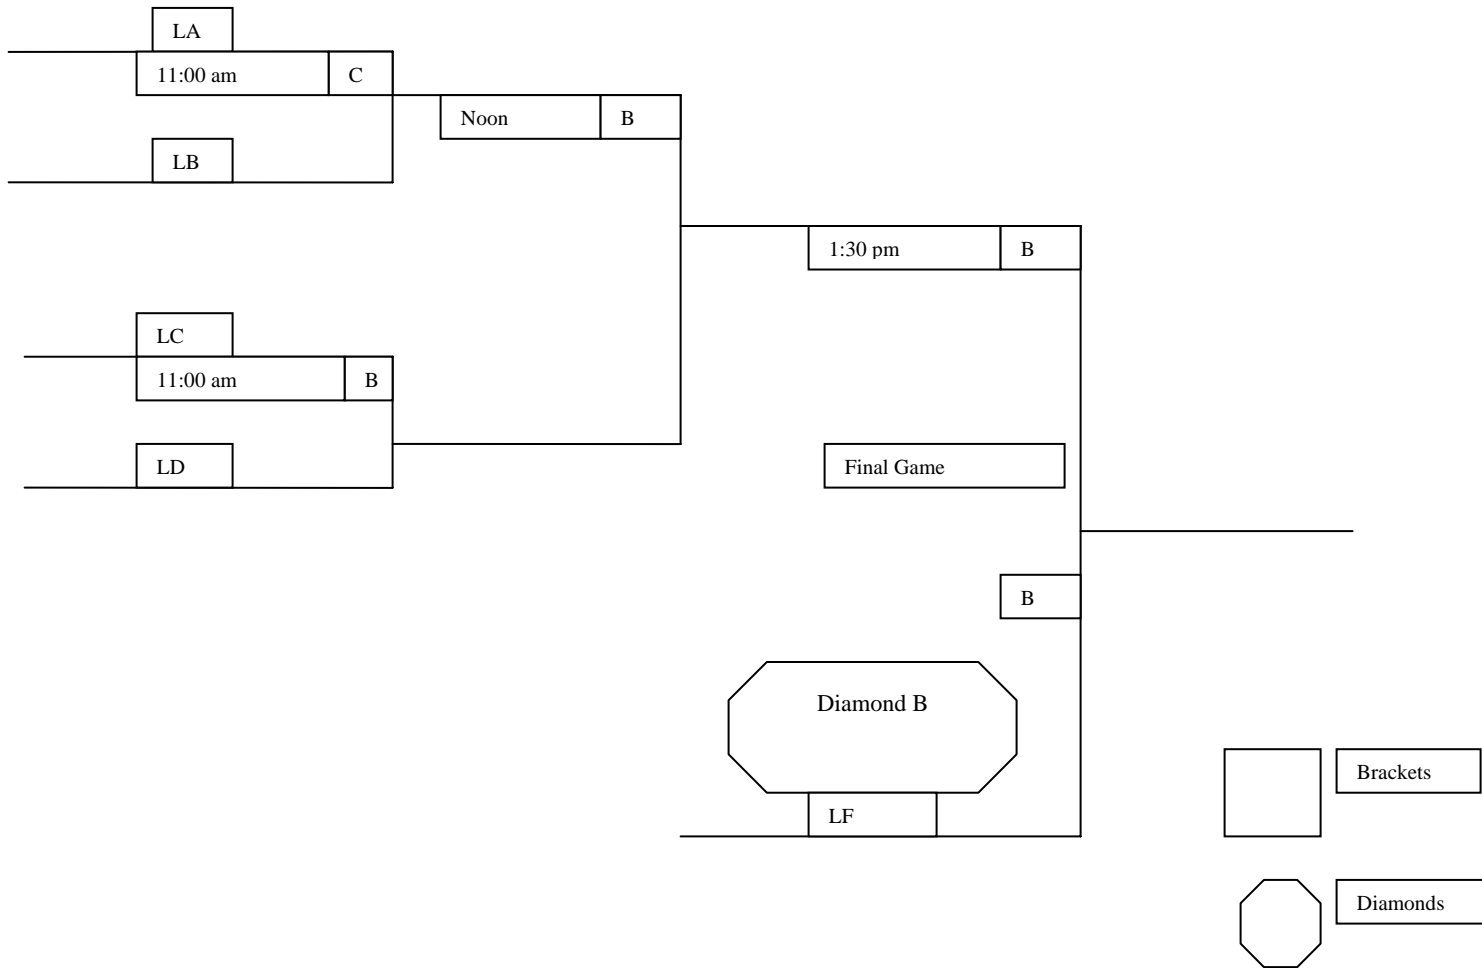 LA
11:00 am C
Noon B
LB
1:30 pm B
LC
11:00 am B
LD
Final Game
B
Diamond B
Brackets
LF
Diamonds